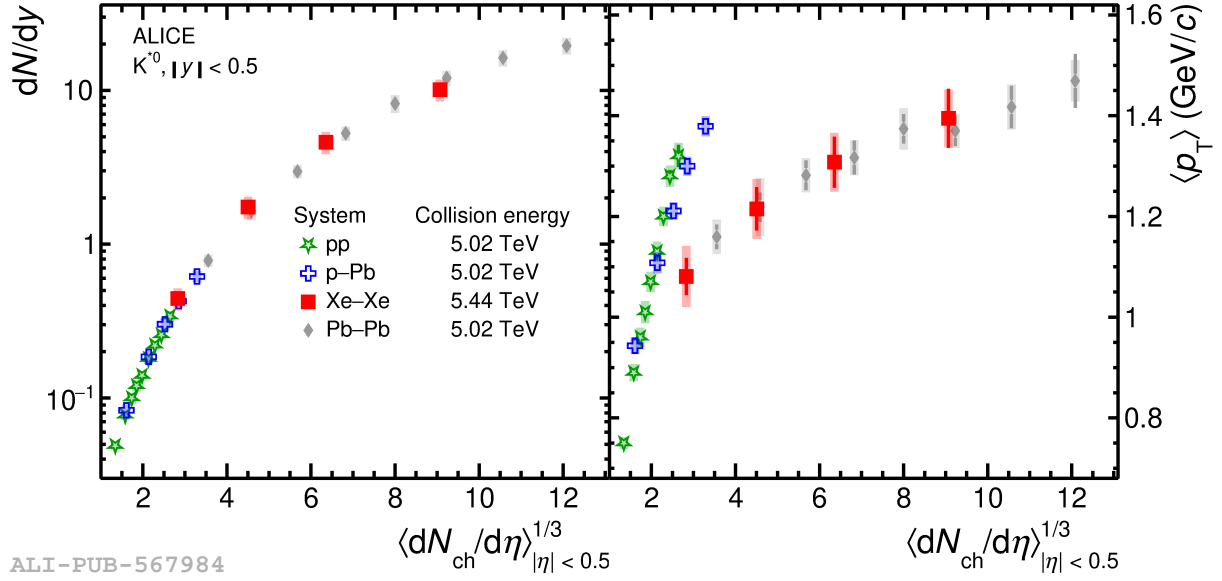 dN/dy
ALICE
K*0, |y| < 0.5
10
1
10−1
System Collision energy
pp 5.02 TeV
p–Pb 5.02 TeV
Xe–Xe 5.44 TeV
Pb–Pb 5.02 TeV
2 4 6 8 10 12
⟨dNch/dη⟩1/3|η| < 0.5
⟨pT⟩ (GeV/c)
1.6
1.4
1.2
1
0.8
2 4 6 8 10 12
⟨dNch/dη⟩1/3|η| < 0.5
ALI-PUB-567984